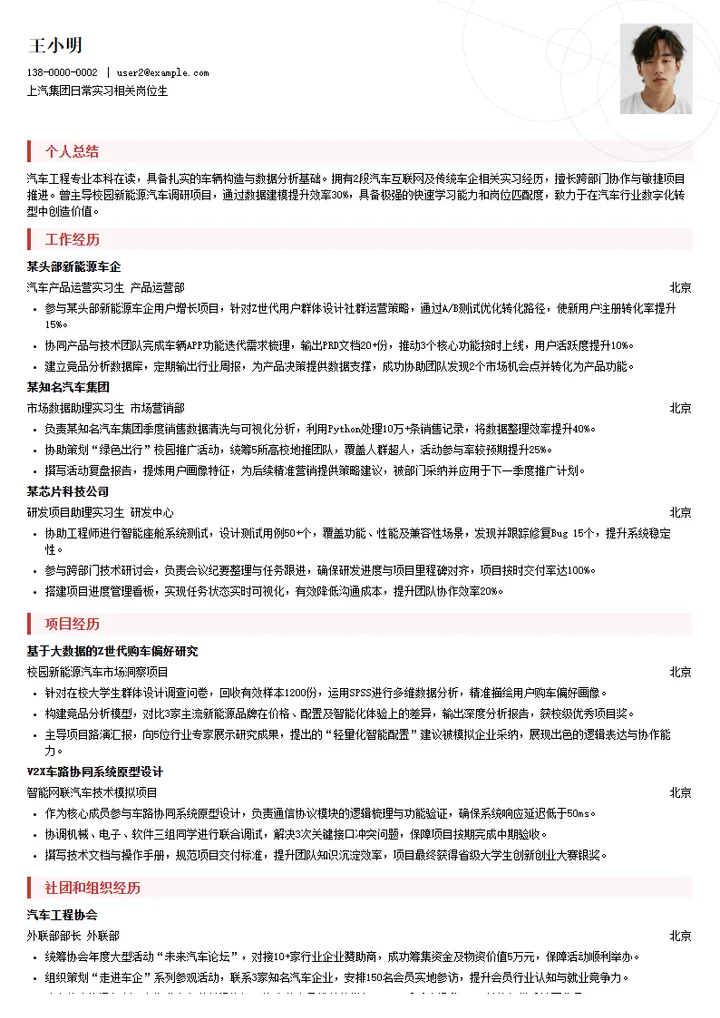 王小明
138-0000-0002 | user2@example.com
上汽集团日常实习相关岗位生
个人总结
汽车工程专业本科在读，具备扎实的车辆构造与数据分析基础。拥有2段汽车互联网及传统车企相关实习经历，擅长跨部门协作与敏捷项目
推进。曾主导校园新能源汽车调研项目，通过数据建模提升效率30%，具备极强的快速学习能力和岗位匹配度，致力于在汽车行业数字化转
型中创造价值。
工作经历
某头部新能源车企
汽车产品运营实习生 产品运营部 北京
• 参与某头部新能源车企用户增长项目，针对Z世代用户群体设计社群运营策略，通过A/B测试优化转化路径，使新用户注册转化率提升
15%。
• 协同产品与技术团队完成车辆APP功能迭代需求梳理，输出PRD文档20+份，推动3个核心功能按时上线，用户活跃度提升10%。
• 建立竞品分析数据库，定期输出行业周报，为产品决策提供数据支撑，成功协助团队发现2个市场机会点并转化为产品功能。
某知名汽车集团
市场数据助理实习生 市场营销部 北京
• 负责某知名汽车集团季度销售数据清洗与可视化分析，利用Python处理10万+条销售记录，将数据整理效率提升40%。
• 协助策划“绿色出行”校园推广活动，统筹5所高校地推团队，覆盖人群超人，活动参与率较预期提升25%。
• 撰写活动复盘报告，提炼用户画像特征，为后续精准营销提供策略建议，被部门采纳并应用于下一季度推广计划。
某芯片科技公司
研发项目助理实习生 研发中心 北京
• 协助工程师进行智能座舱系统测试，设计测试用例50+个，覆盖功能、性能及兼容性场景，发现并跟踪修复Bug 15个，提升系统稳定
性。
• 参与跨部门技术研讨会，负责会议纪要整理与任务跟进，确保研发进度与项目里程碑对齐，项目按时交付率达100%。
• 搭建项目进度管理看板，实现任务状态实时可视化，有效降低沟通成本，提升团队协作效率20%。
项目经历
基于大数据的Z世代购车偏好研究
校园新能源汽车市场洞察项目 北京
• 针对在校大学生群体设计调查问卷，回收有效样本1200份，运用SPSS进行多维数据分析，精准描绘用户购车偏好画像。
• 构建竞品分析模型，对比3家主流新能源品牌在价格、配置及智能化体验上的差异，输出深度分析报告，获校级优秀项目奖。
• 主导项目路演汇报，向5位行业专家展示研究成果，提出的“轻量化智能配置”建议被模拟企业采纳，展现出色的逻辑表达与协作能
力。
V2X车路协同系统原型设计
智能网联汽车技术模拟项目 北京
• 作为核心成员参与车路协同系统原型设计，负责通信协议模块的逻辑梳理与功能验证，确保系统响应延迟低于50ms。
• 协调机械、电子、软件三组同学进行联合调试，解决3次关键接口冲突问题，保障项目按期完成中期验收。
• 撰写技术文档与操作手册，规范项目交付标准，提升团队知识沉淀效率，项目最终获得省级大学生创新创业大赛银奖。
社团和组织经历
汽车工程协会
外联部部长 外联部 北京
• 统筹协会年度大型活动“未来汽车论坛”，对接10+家行业企业赞助商，成功筹集资金及物资价值5万元，保障活动顺利举办。
• 组织策划“走进车企”系列参观活动，联系3家知名汽车企业，安排150名会员实地参访，提升会员行业认知与就业竞争力。